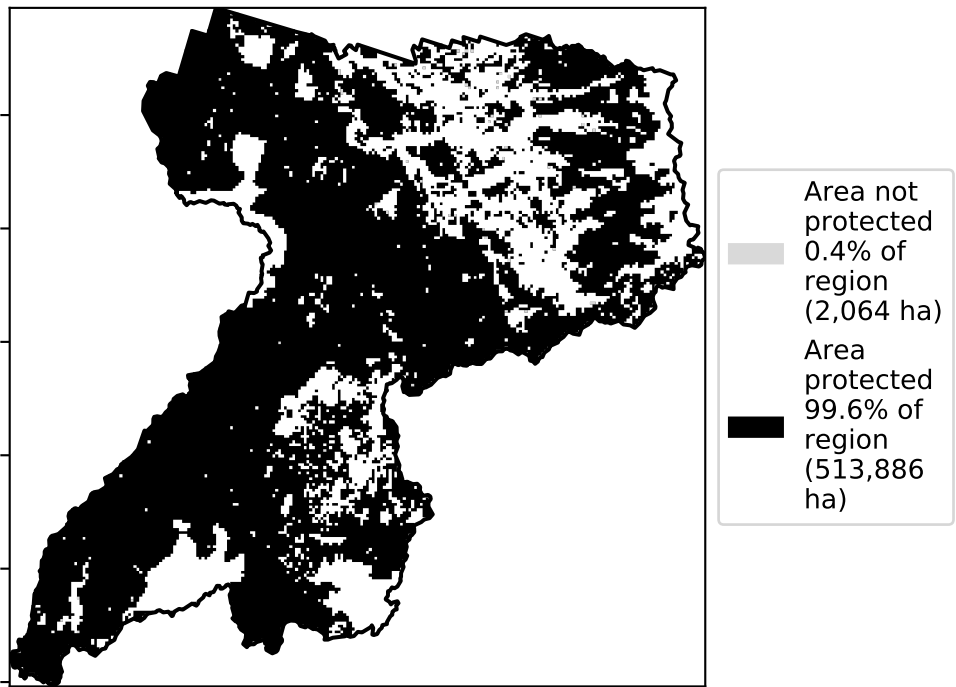 Area not
protected
0.4% of
region
(2,064 ha)
Area
protected
99.6% of
region
(513,886
ha)